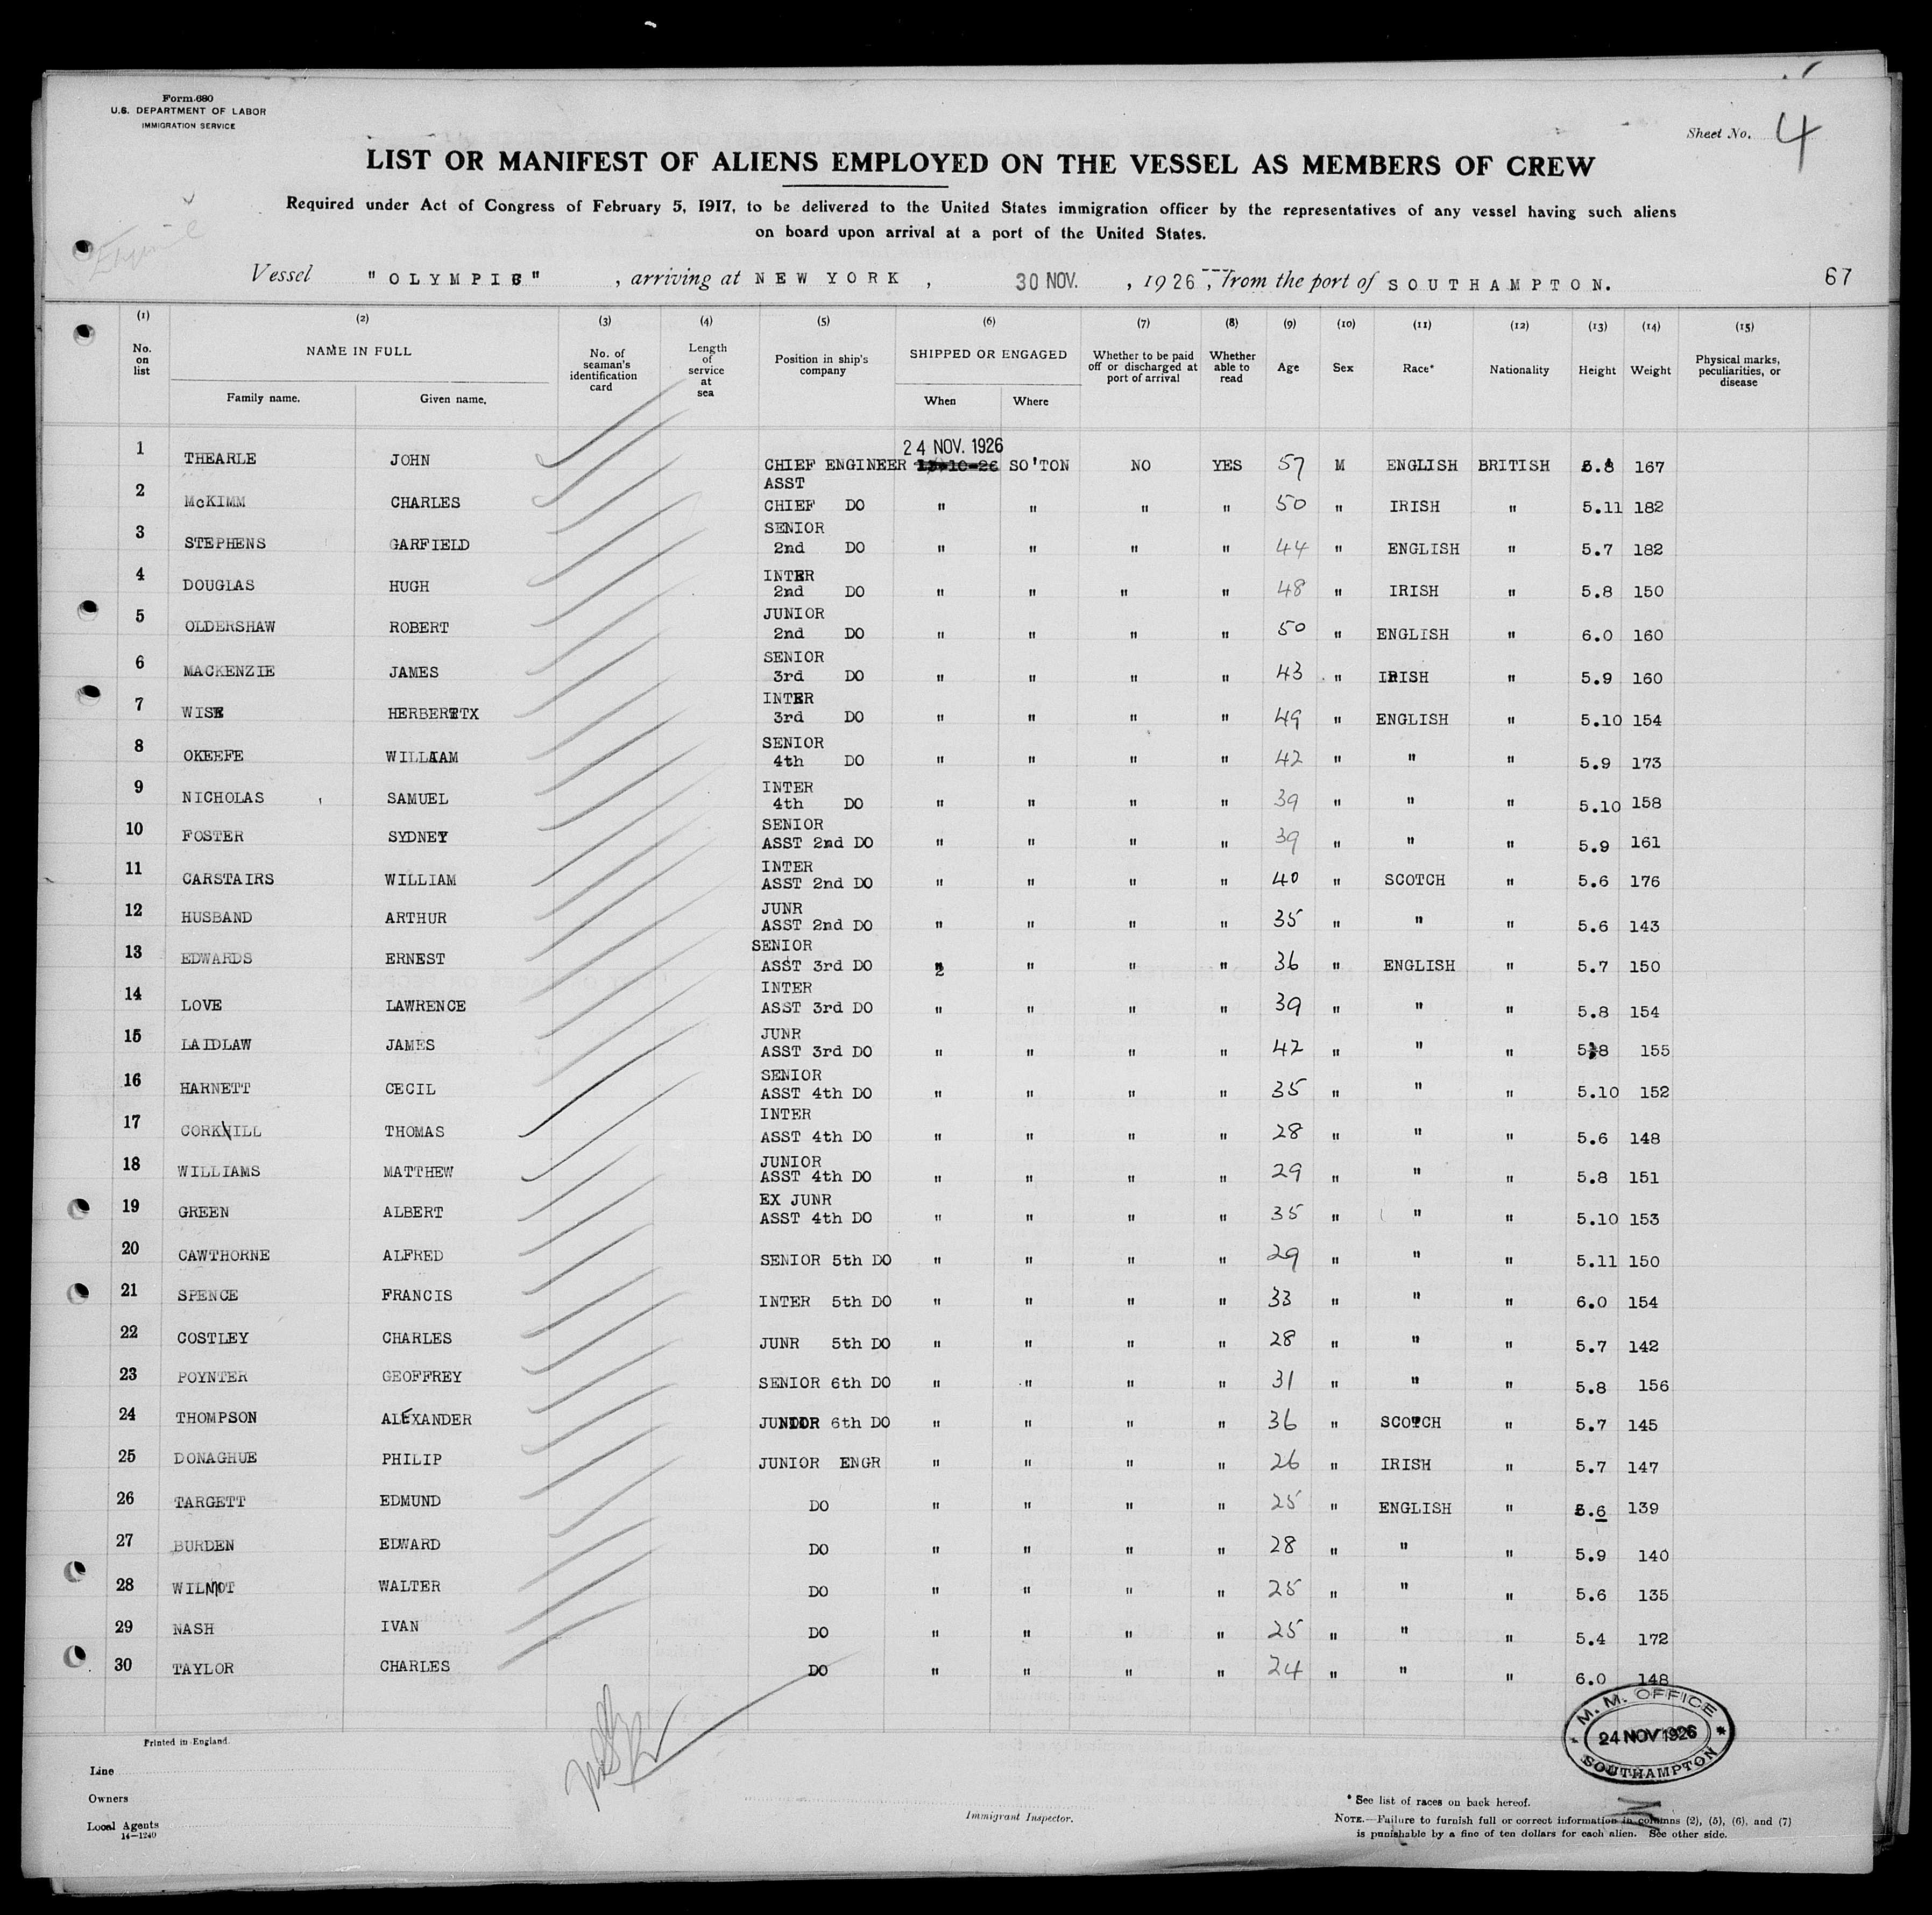 Form 680
U.S. DEPARTMENT OF LABOR
IMMIGRATION SERVICE
Sheet No. 4
LIST OR MANIFEST OF ALIENS EMPLOYED ON THE VESSEL AS MEMBERS OF CREW
Required under Act of Congress of February 5, 1917, to be delivered to the United States immigration officer by the representatives of any vessel having such aliens
on board upon arrival at a port of the United States.
Vessel "OLYMPIC" , arriving at NEW YORK , 30 NOV. , 1926, from the port of SOUTHAMPTON. 67
(1) (2) (3) (4) (5) (6) (7) (8) (9) (10) (11) (12) (13) (14) (15)
No. on list NAME IN FULL Family name. Given name. No. of seaman's identification card Length of service at sea Position in ship's company SHIPPED OR ENGAGED When Where Whether to be paid off or discharged at port of arrival Whether able to read Age Sex Race* Nationality Height Weight Physical marks, peculiarities, or disease
24 NOV. 1926
1 THEARLE JOHN CHIEF ENGINEER SO'TON NO YES 57 M ENGLISH BRITISH 5.8 167
2 McKIMM CHARLES ASST CHIEF DO " " " " 50 " IRISH " 5.11 182
3 STEPHENS GARFIELD SENIOR 2nd DO " " " " 44 " ENGLISH " 5.7 182
4 DOUGLAS HUGH INTER 2nd DO " " " " 48 " IRISH " 5.8 150
5 OLDERSHAW ROBERT JUNIOR 2nd DO " " " " 50 " ENGLISH " 6.0 160
6 MACKENZIE JAMES SENIOR 3rd DO " " " " 43 " IRISH " 5.9 160
7 WISE HERBERT INTER 3rd DO " " " " 49 " ENGLISH " 5.10 154
8 OKEEFE WILLIAM SENIOR 4th DO " " " " 42 " " " 5.9 173
9 NICHOLAS SAMUEL INTER 4th DO " " " " 39 " " " 5.10 158
10 FOSTER SYDNEY SENIOR ASST 2nd DO " " " " 39 " " " 5.9 161
11 CARSTAIRS WILLIAM INTER ASST 2nd DO " " " " 40 " SCOTCH " 5.6 176
12 HUSBAND ARTHUR JUNR ASST 2nd DO " " " " 35 " " " 5.6 143
13 EDWARDS ERNEST SENIOR ASST 3rd DO " " " " 36 " ENGLISH " 5.7 150
14 LOVE LAWRENCE INTER ASST 3rd DO " " " " 39 " " " 5.8 154
15 LAIDLAW JAMES JUNR ASST 3rd DO " " " " 42 " " " 5.8 155
16 HARNETT CECIL SENIOR ASST 4th DO " " " " 35 " " " 5.10 152
17 CORKHILL THOMAS INTER ASST 4th DO " " " " 28 " " " 5.6 148
18 WILLIAMS MATTHEW JUNIOR ASST 4th DO " " " " 29 " " " 5.8 151
19 GREEN ALBERT EX JUNR ASST 4th DO " " " " 35 " " " 5.10 153
20 CAWTHORNE ALFRED SENIOR 5th DO " " " " 29 " " " 5.11 150
21 SPENCE FRANCIS INTER 5th DO " " " " 33 " " " 6.0 154
22 COSTLEY CHARLES JUNR 5th DO " " " " 28 " " " 5.7 142
23 POYNTER GEOFFREY SENIOR 6th DO " " " " 31 " " " 5.8 156
24 THOMPSON ALEXANDER JUNIOR 6th DO " " " " 36 " SCOTCH " 5.7 145
25 DONAGHUE PHILIP JUNIOR ENGR " " " " 26 " IRISH " 5.7 147
26 TARGETT EDMUND DO " " " " 25 " ENGLISH " 5.6 139
27 BURDEN EDWARD DO " " " " 28 " " " 5.9 140
28 WILMOT WALTER DO " " " " 25 " " " 5.6 135
29 NASH IVAN DO " " " " 25 " " " 5.4 172
30 TAYLOR CHARLES DO " " " " 24 " " " 6.0 148
M. M. OFFICE
24 NOV 1926
SOUTHAMPTON
Printed in England.
Line
Owners
Local Agents
14-1240
Immigrant Inspector.
* See list of races on back hereof.
NOTE.—Failure to furnish full or correct information in columns (2), (5), (6), and (7)
is punishable by a fine of ten dollars for each alien. See other side.